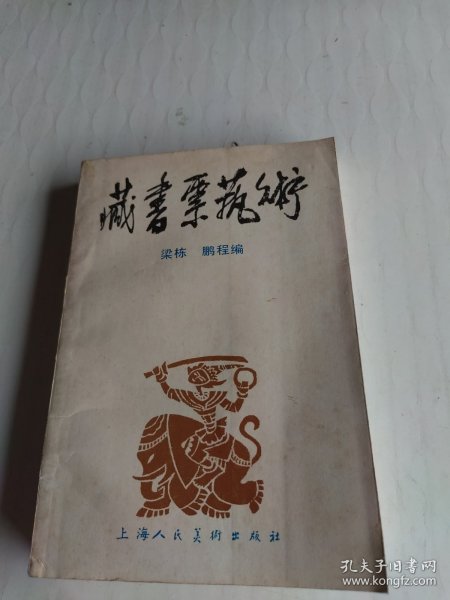 藏書票藝術
梁栋 鹏程编
上海人民美術出版社
孔夫子旧书网
www.kongfz.com